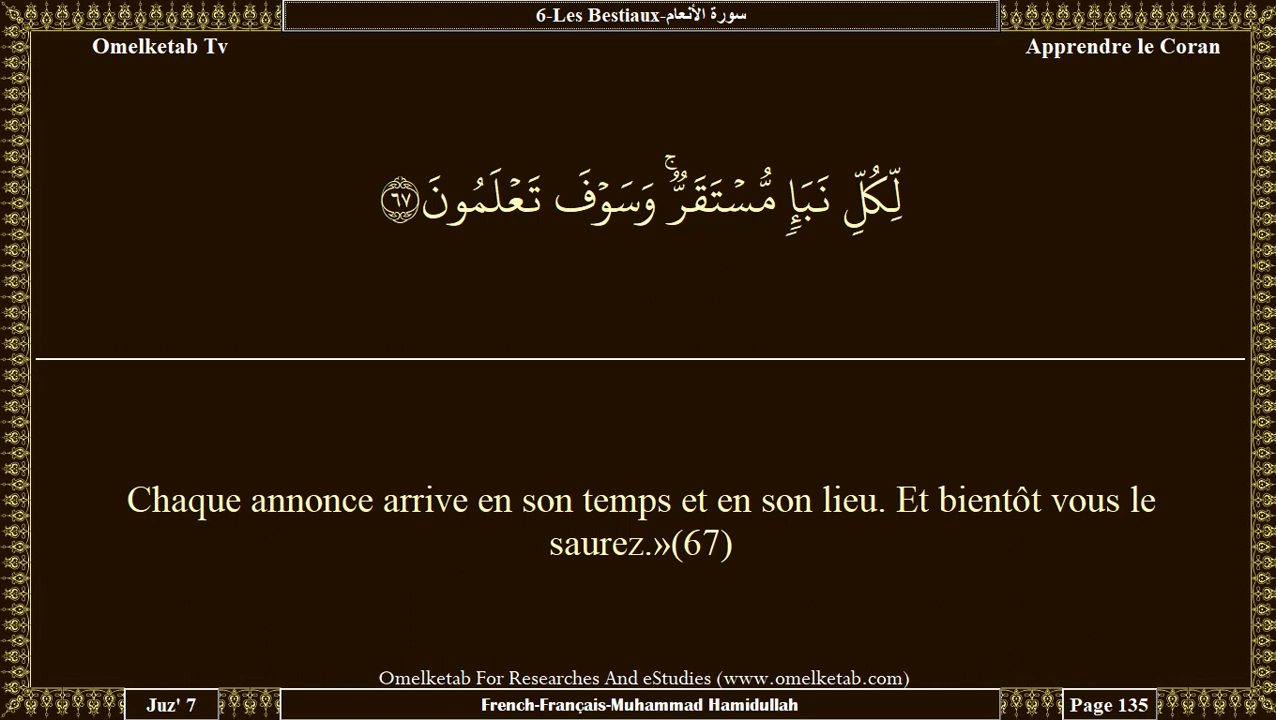 6-Les Bestiaux-سورة الأنعام
Omelketab Tv
Apprendre le Coran
لِّكُلِّ نَبَإٖ مُّسۡتَقَرّٞۚ وَسَوۡفَ تَعۡلَمُونَ ٦٧
Chaque annonce arrive en son temps et en son lieu. Et bientôt vous le
saurez.»(67)
Omelketab For Researches And eStudies (www.omelketab.com)
Juz' 7
French-Français-Muhammad Hamidullah
Page 135